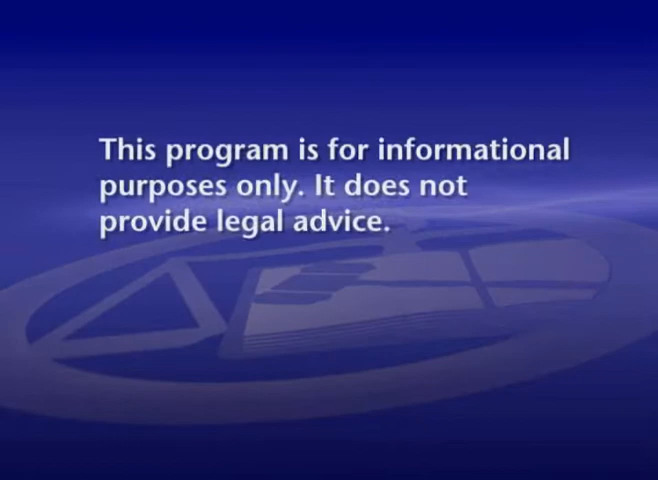 This program is for informational
purposes only. It does not
provide legal advice.